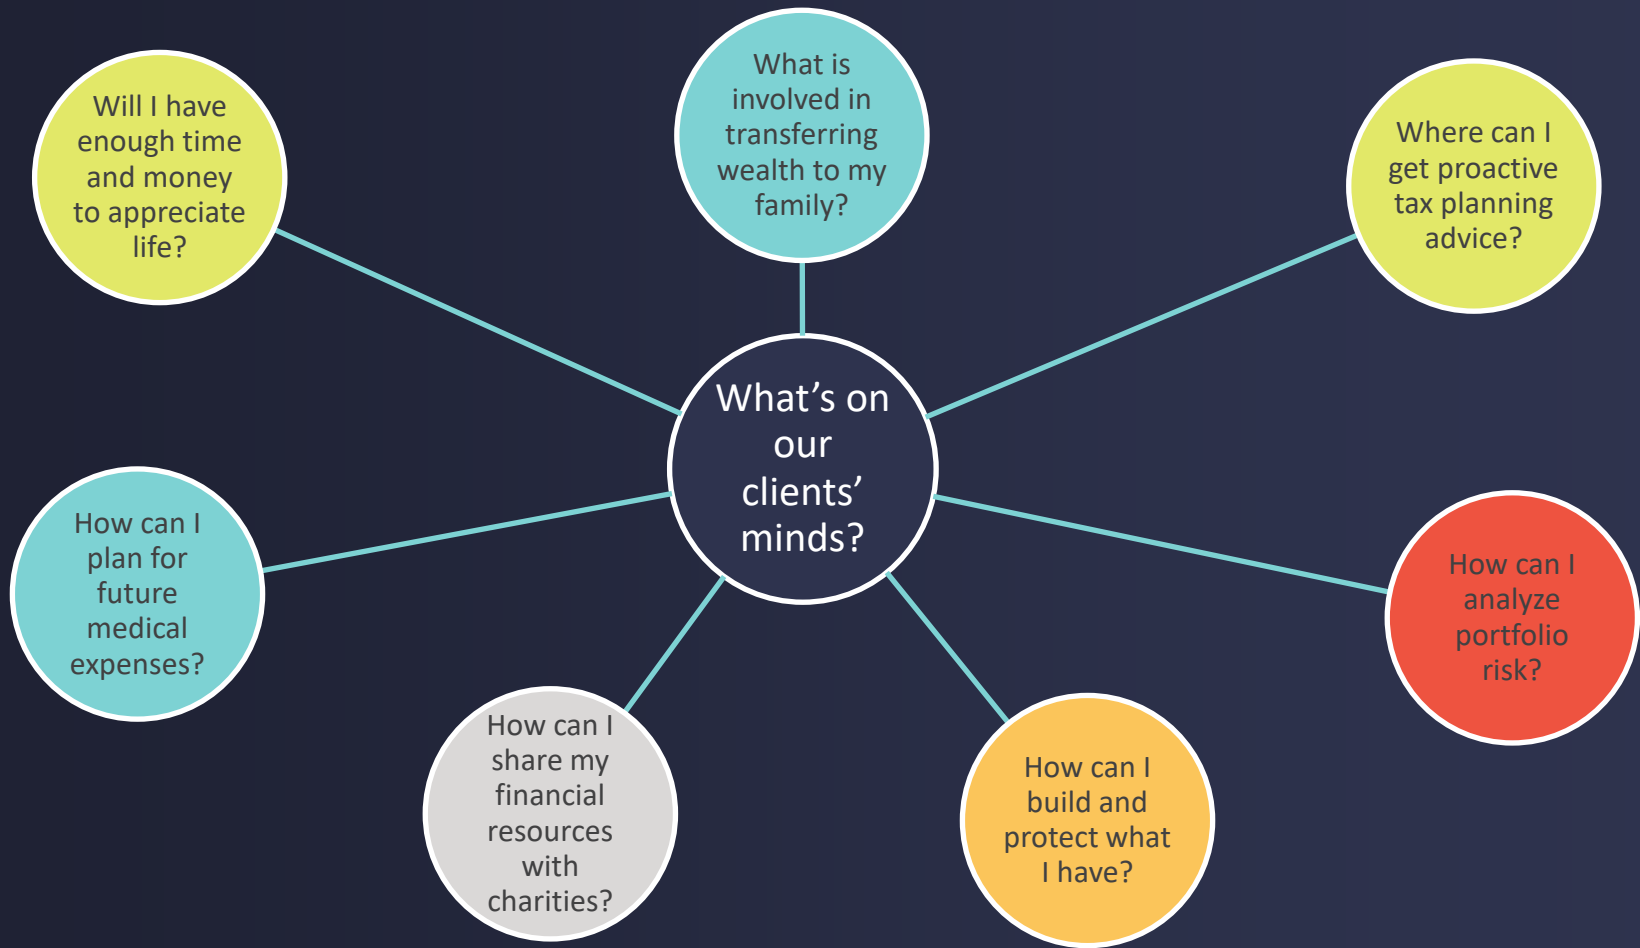 Will I have
enough time
and money
to appreciate
life?
What is
involved in
transferring
wealth to my
family?
Where can I
get proactive
tax planning
advice?
What’s on
our
clients’
minds?
How can I
plan for
future
medical
expenses?
How can I
analyze
portfolio
risk?
How can I
share my
financial
resources
with
charities?
How can I
build and
protect what
I have?